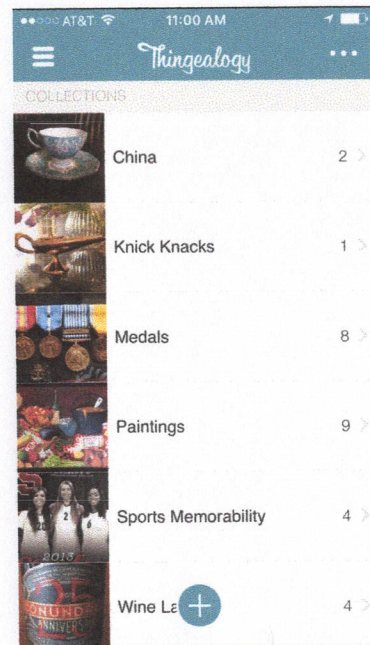 AT&T 11:00 AM
Thingealogy
COLLECTIONS
China 2
Knick Knacks 1
Medals 8
Paintings 9
Sports Memorability 4
2013
Wine La 4